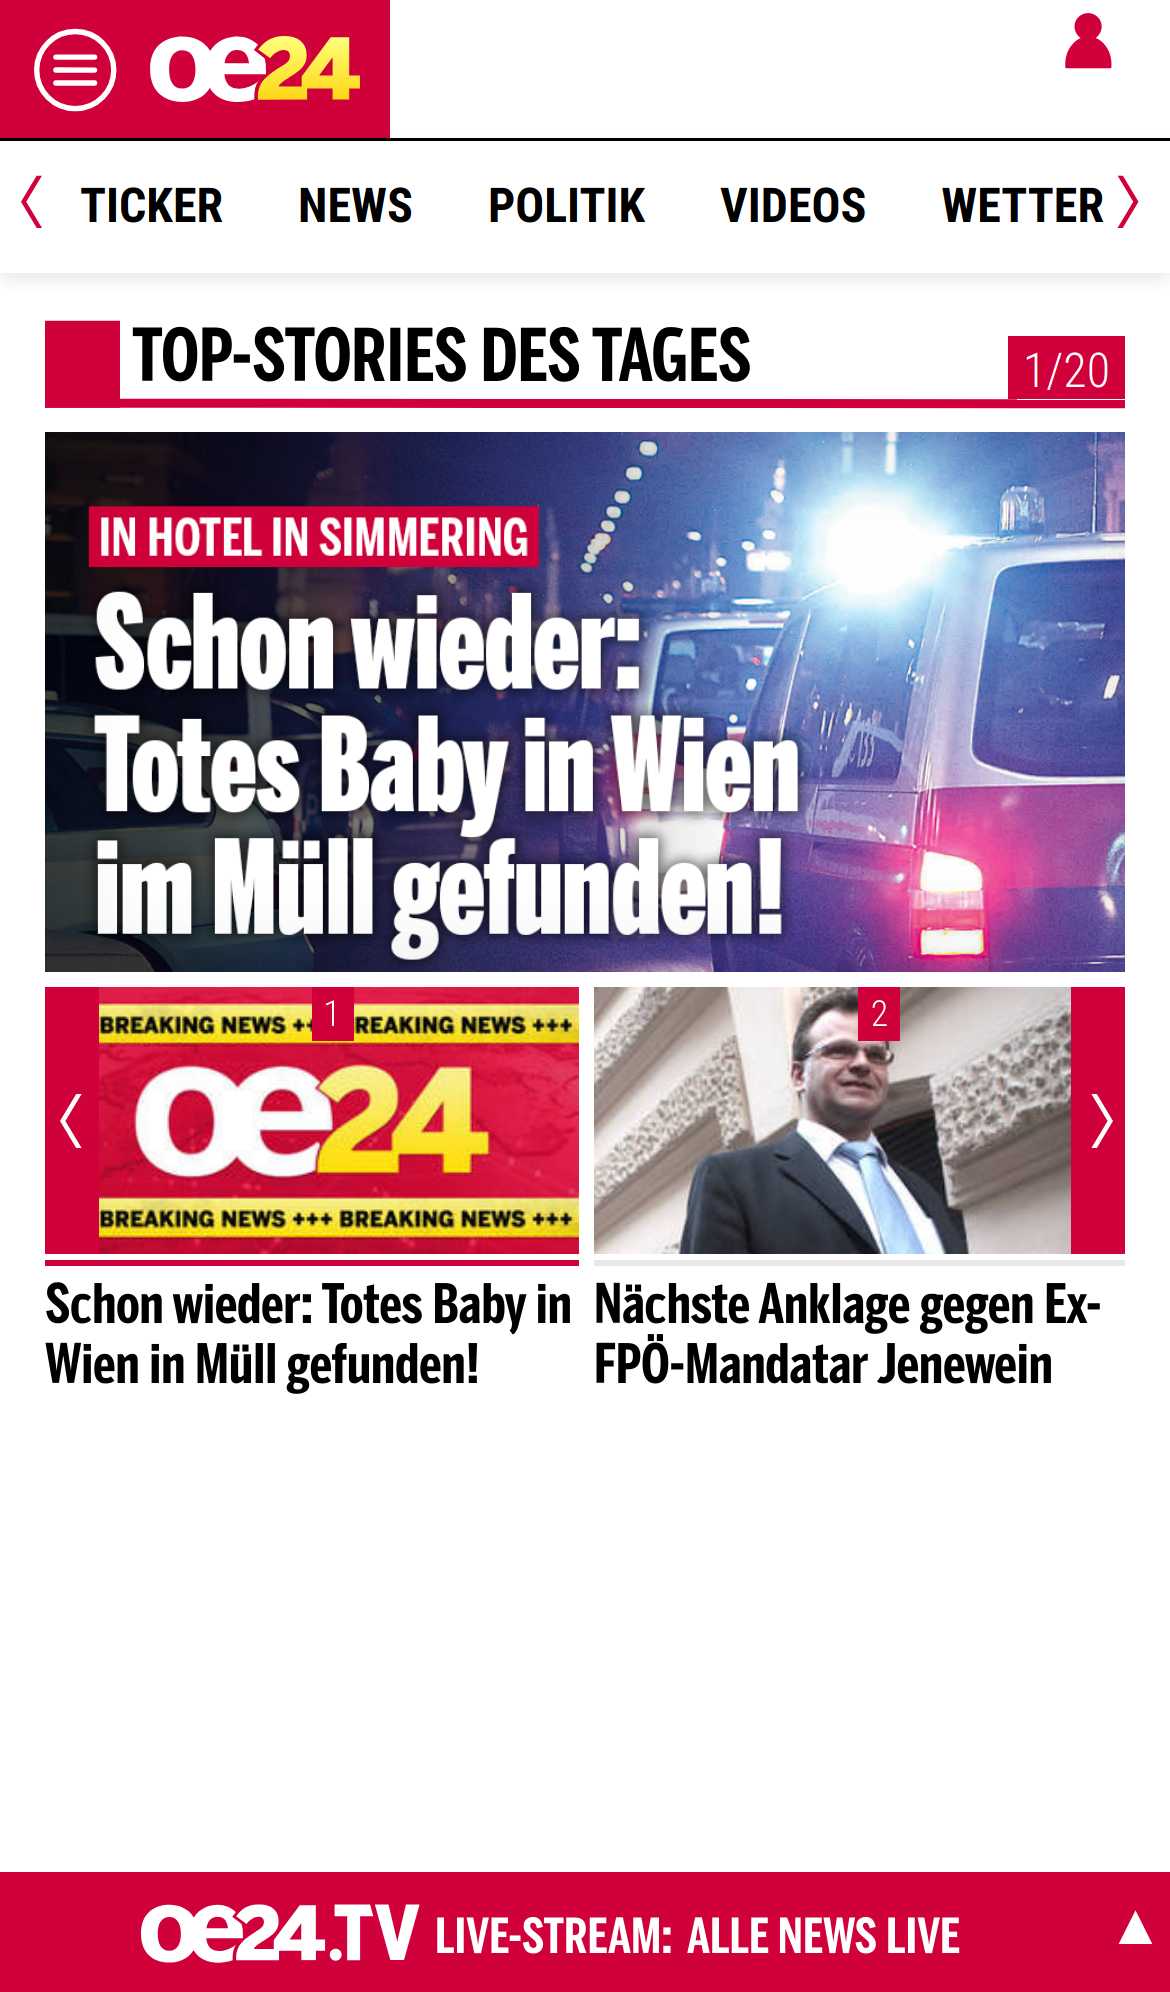 oe24
TICKER NEWS POLITIK VIDEOS WETTER
TOP-STORIES DES TAGES
1/20
IN HOTEL IN SIMMERING
Schon wieder:
Totes Baby in Wien
im Müll gefunden!
1
BREAKING NEWS ++ REAKING NEWS +++
oe24
BREAKING NEWS +++ BREAKING NEWS +++
Schon wieder: Totes Baby in
Wien in Müll gefunden!
2
Nächste Anklage gegen Ex-
FPÖ-Mandatar Jenewein
oe24.TV LIVE-STREAM: ALLE NEWS LIVE